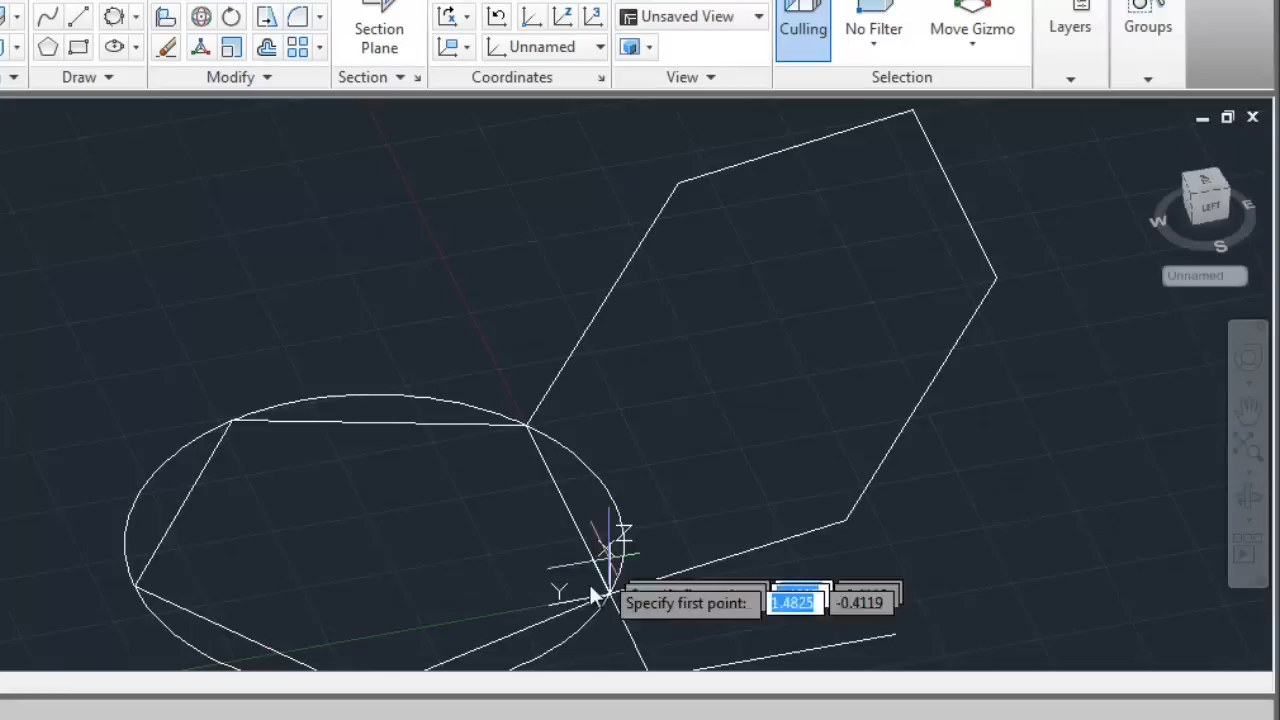 Unsaved View
Section
Plane
Unnamed
Culling
No Filter
Move Gizmo
Layers
Groups
Draw
Modify
Section
Coordinates
View
Selection
LEFT
W
E
S
Unnamed
Z
X
Y
Specify first point:
1.4825
-0.4119